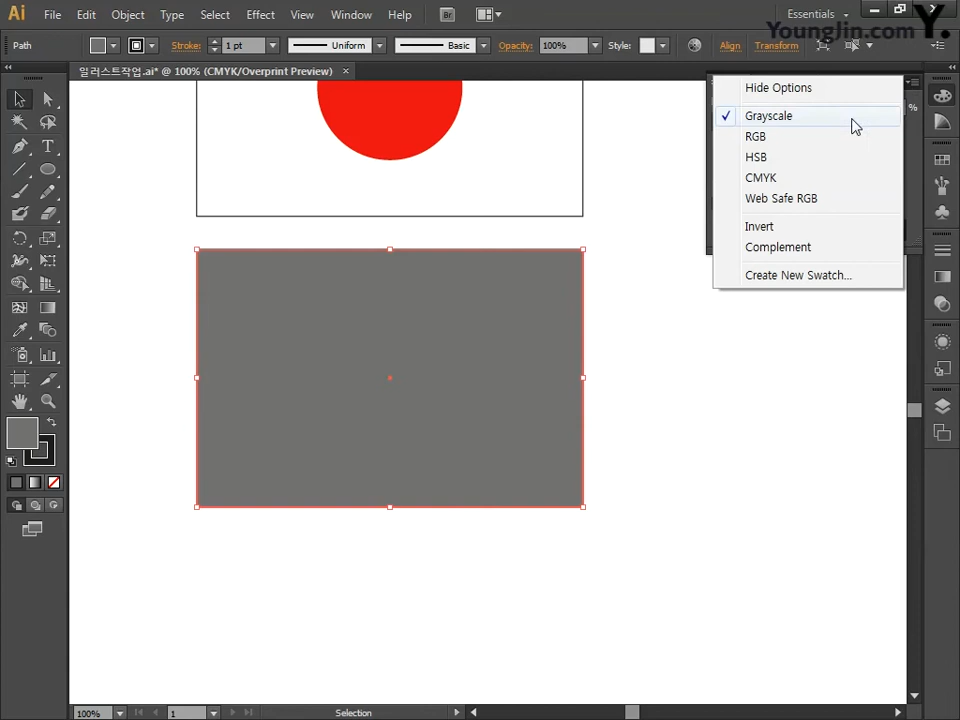 Ai File Edit Object Type Select Effect View Window Help Br Essentials
Younglin.com Y.
Path Stroke: 1 pt Uniform Basic Opacity: 100% Style: Align Transform
일러스트작업.ai* @ 100% (CMYK/Overprint Preview) ×
Hide Options
%
✓ Grayscale
RGB
HSB
CMYK
Web Safe RGB
Invert
Complement
Create New Swatch...
100% 1 Selection